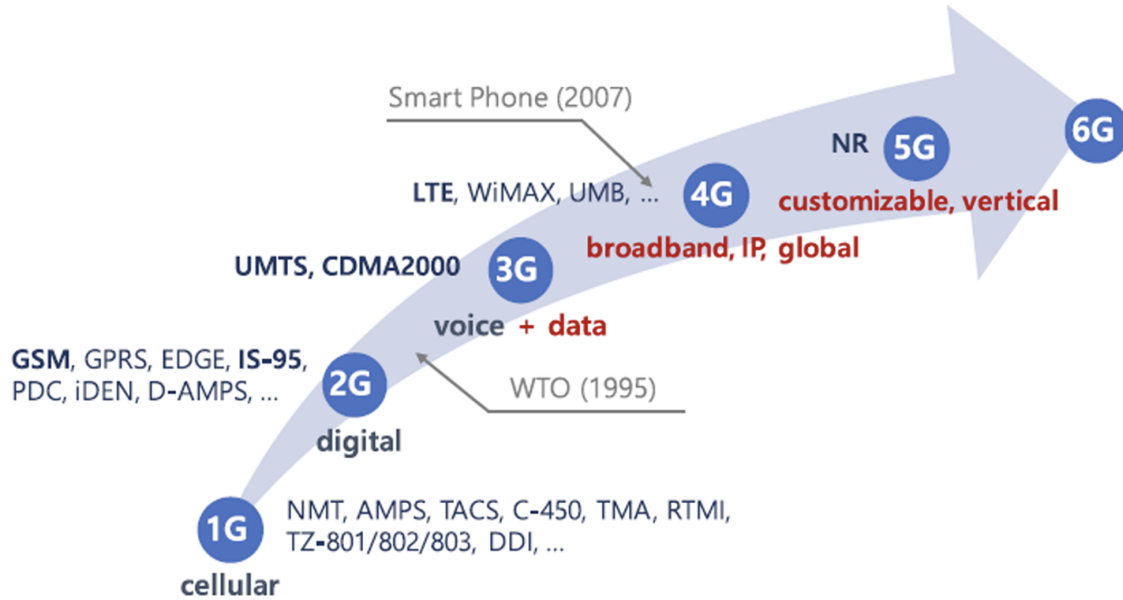 Smart Phone (2007)
6G
NR
5G
LTE, WiMAX, UMB, ...
4G
customizable, vertical
broadband, IP, global
UMTS, CDMA2000
3G
voice + data
GSM, GPRS, EDGE, IS-95,
PDC, iDEN, D-AMPS, ...
2G
WTO (1995)
digital
1G
NMT, AMPS, TACS, C-450, TMA, RTMI,
TZ-801/802/803, DDI, ...
cellular